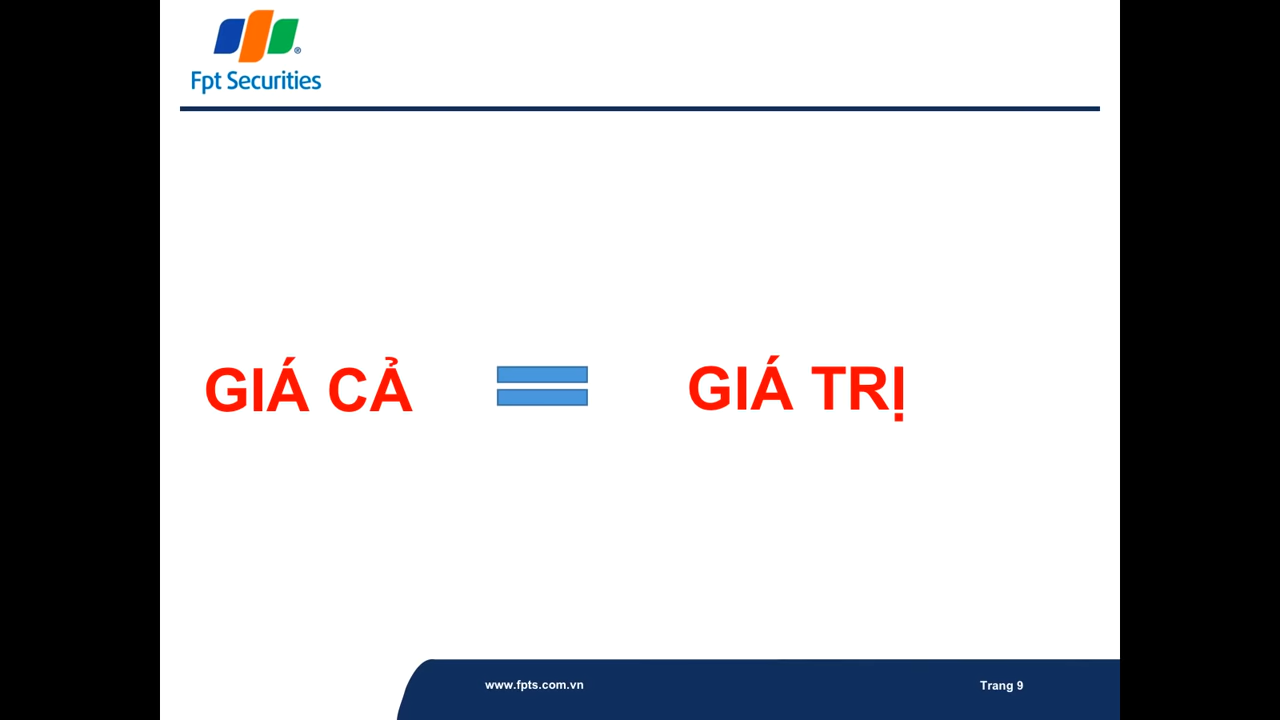 Fpt Securities
GIÁ CẢ = GIÁ TRỊ
www.fpts.com.vn Trang 9